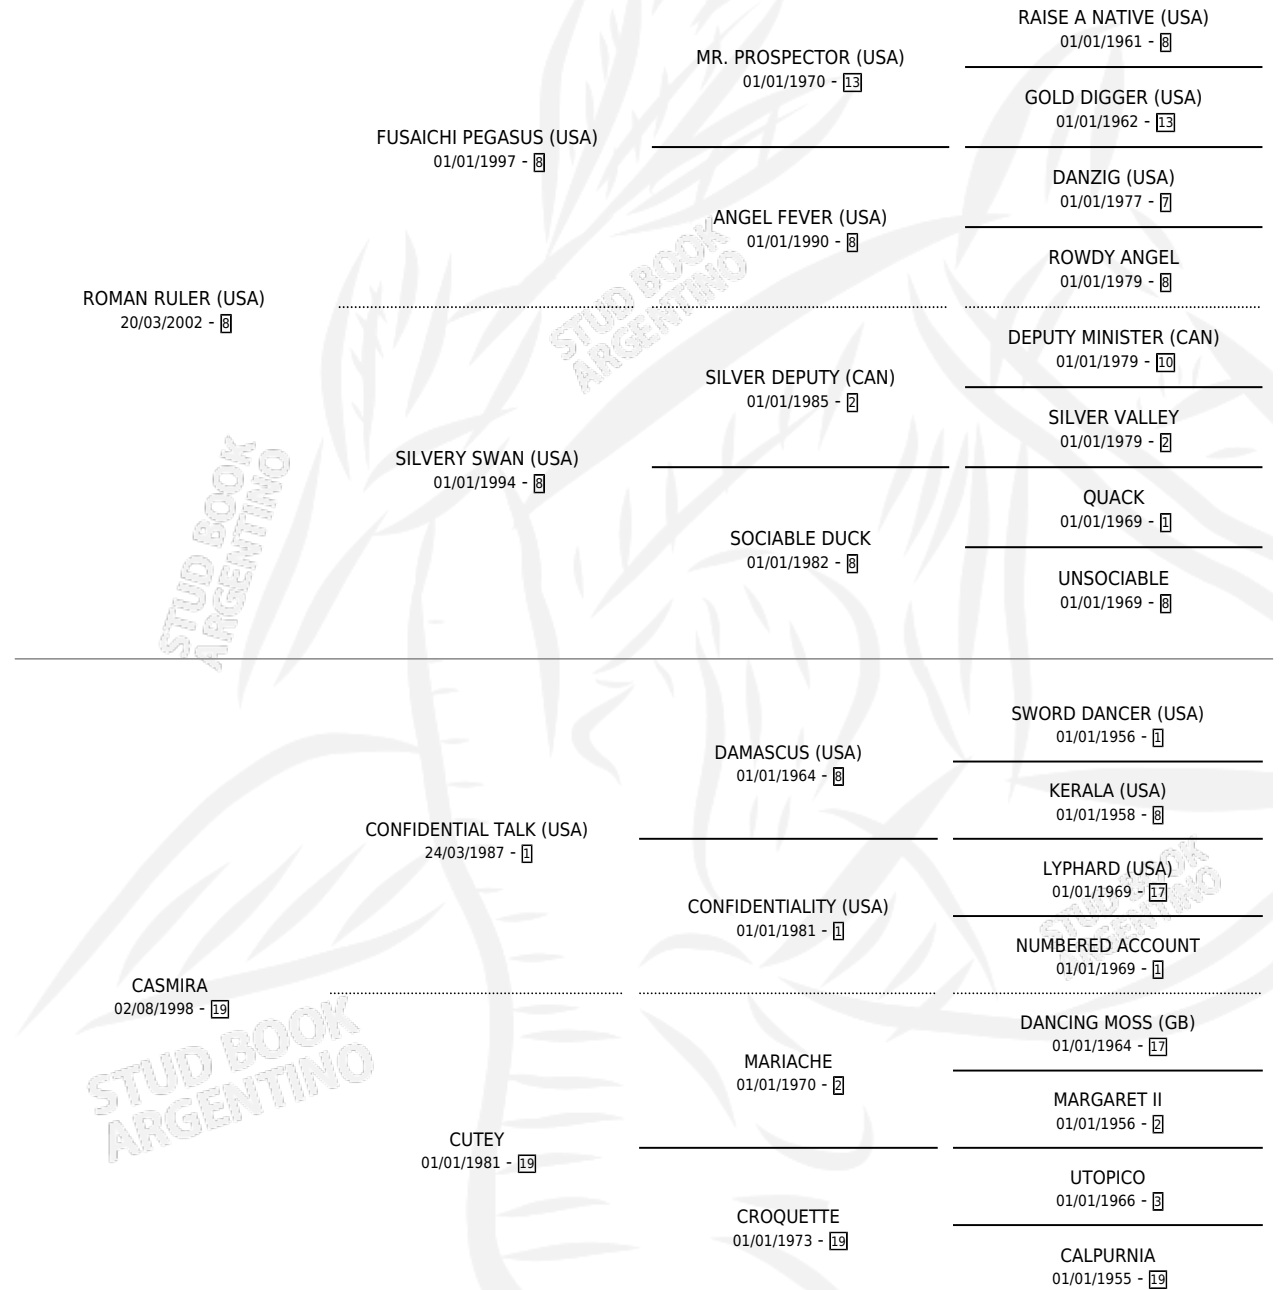 RAISE A NATIVE (USA)
01/01/1961 - 8
MR. PROSPECTOR (USA)
01/01/1970 - 13
GOLD DIGGER (USA)
01/01/1962 - 13
FUSAICHI PEGASUS (USA)
01/01/1997 - 8
DANZIG (USA)
01/01/1977 - 7
ANGEL FEVER (USA)
01/01/1990 - 8
ROWDY ANGEL
01/01/1979 - 8
ROMAN RULER (USA)
20/03/2002 - 8
DEPUTY MINISTER (CAN)
01/01/1979 - 10
SILVER DEPUTY (CAN)
01/01/1985 - 2
SILVER VALLEY
01/01/1979 - 2
SILVERY SWAN (USA)
01/01/1994 - 8
QUACK
01/01/1969 - 1
SOCIABLE DUCK
01/01/1982 - 8
UNSOCIABLE
01/01/1969 - 8
SWORD DANCER (USA)
01/01/1956 - 1
DAMASCUS (USA)
01/01/1964 - 8
KERALA (USA)
01/01/1958 - 8
CONFIDENTIAL TALK (USA)
24/03/1987 - 1
LYPHARD (USA)
01/01/1969 - 17
CONFIDENTIALITY (USA)
01/01/1981 - 1
NUMBERED ACCOUNT
01/01/1969 - 1
CASMIRA
02/08/1998 - 19
DANCING MOSS (GB)
01/01/1964 - 17
MARIACHE
01/01/1970 - 2
MARGARET II
01/01/1956 - 2
CUTEY
01/01/1981 - 19
UTOPICO
01/01/1966 - 3
CROQUETTE
01/01/1973 - 19
CALPURNIA
01/01/1955 - 19
STUD BOOK
ARGENTINO
STUD BOOK
ARGENTINO
STUD BOOK
ARGENTINO
STUD BOOK
ARGENTINO